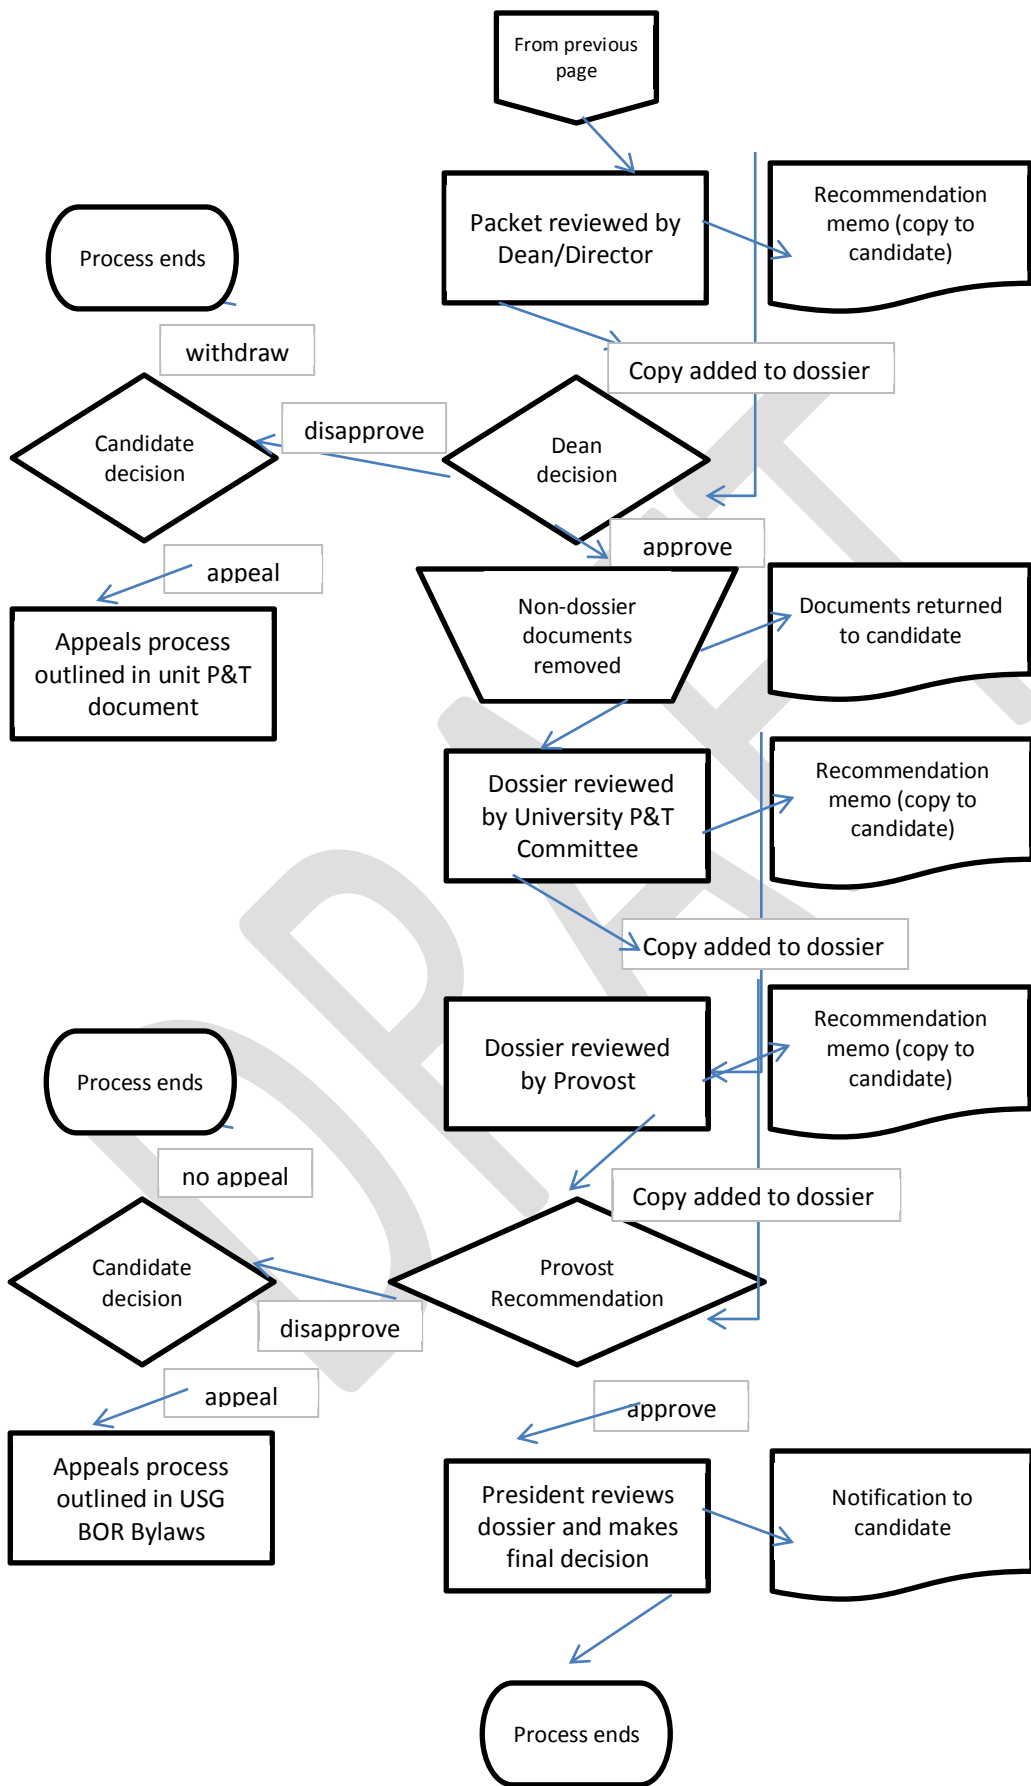 From previous
page
Packet reviewed by
Dean/Director
Recommendation
memo (copy to
candidate)
Process ends
withdraw
Copy added to dossier
Candidate
decision
disapprove
Dean
decision
approve
appeal
Appeals process
outlined in unit P&T
document
Non-dossier
documents
removed
Documents returned
to candidate
Dossier reviewed
by University P&T
Committee
Recommendation
memo (copy to
candidate)
Copy added to dossier
Dossier reviewed
by Provost
Recommendation
memo (copy to
candidate)
Process ends
no appeal
Copy added to dossier
Candidate
decision
disapprove
Provost
Recommendation
appeal
approve
Appeals process
outlined in USG
BOR Bylaws
President reviews
dossier and makes
final decision
Notification to
candidate
Process ends
DRAFT